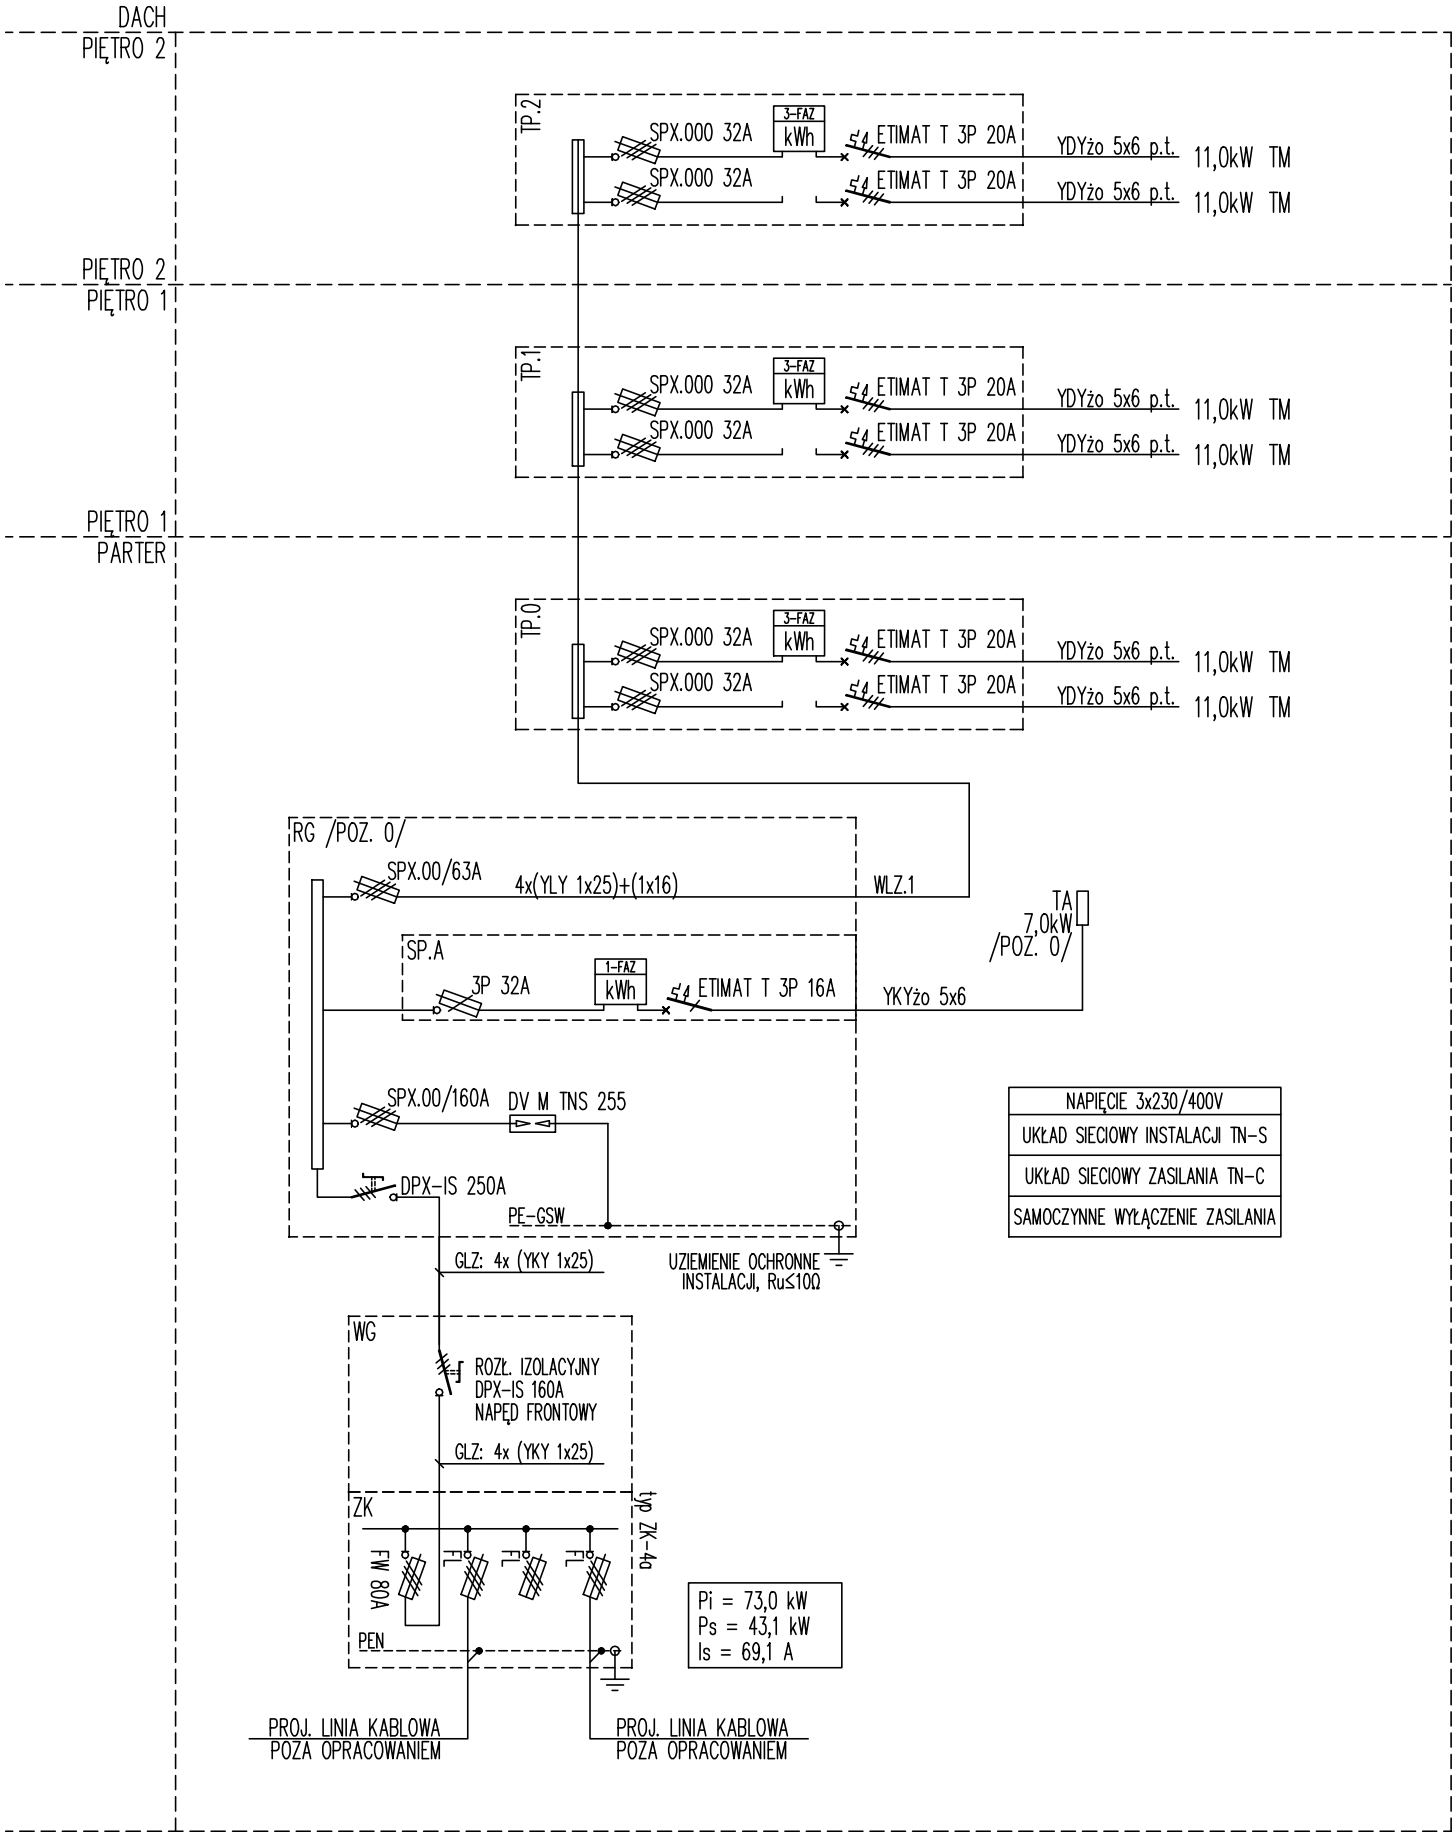 DACH
PIĘTRO 2
TP.2
SPX.000 32A
3-FAZ
kWh
ETIMAT T 3P 20A
YDYżo 5x6 p.t.
11,0kW TM
SPX.000 32A
ETIMAT T 3P 20A
YDYżo 5x6 p.t.
11,0kW TM
PIĘTRO 2
PIĘTRO 1
TP.1
SPX.000 32A
3-FAZ
kWh
ETIMAT T 3P 20A
YDYżo 5x6 p.t.
11,0kW TM
SPX.000 32A
ETIMAT T 3P 20A
YDYżo 5x6 p.t.
11,0kW TM
PIĘTRO 1
PARTER
TP.0
SPX.000 32A
3-FAZ
kWh
ETIMAT T 3P 20A
YDYżo 5x6 p.t.
11,0kW TM
SPX.000 32A
ETIMAT T 3P 20A
YDYżo 5x6 p.t.
11,0kW TM
RG /POZ. 0/
SPX.00/63A
4x(YLY 1x25)+(1x16)
WLZ.1
TA
7,0kW
/POZ. 0/
SP.A
3P 32A
1-FAZ
kWh
ETIMAT T 3P 16A
YKYżo 5x6
SPX.00/160A
DV M TNS 255
DPX-IS 250A
PE-GSW
NAPIĘCIE 3x230/400V
UKŁAD SIECIOWY INSTALACJI TN-S
UKŁAD SIECIOWY ZASILANIA TN-C
SAMOCZYNNE WYŁĄCZENIE ZASILANIA
GLZ: 4x (YKY 1x25)
UZIEMIENIE OCHRONNE
INSTALACJI, Ru≤10Ω
WG
ROZŁ. IZOLACYJNY
DPX-IS 160A
NAPĘD FRONTOWY
GLZ: 4x (YKY 1x25)
ZK
typ ZK-4a
FW 80A
FL
FL
FL
PEN
Pi = 73,0 kW
Ps = 43,1 kW
Is = 69,1 A
PROJ. LINIA KABLOWA
POZA OPRACOWANIEM
PROJ. LINIA KABLOWA
POZA OPRACOWANIEM